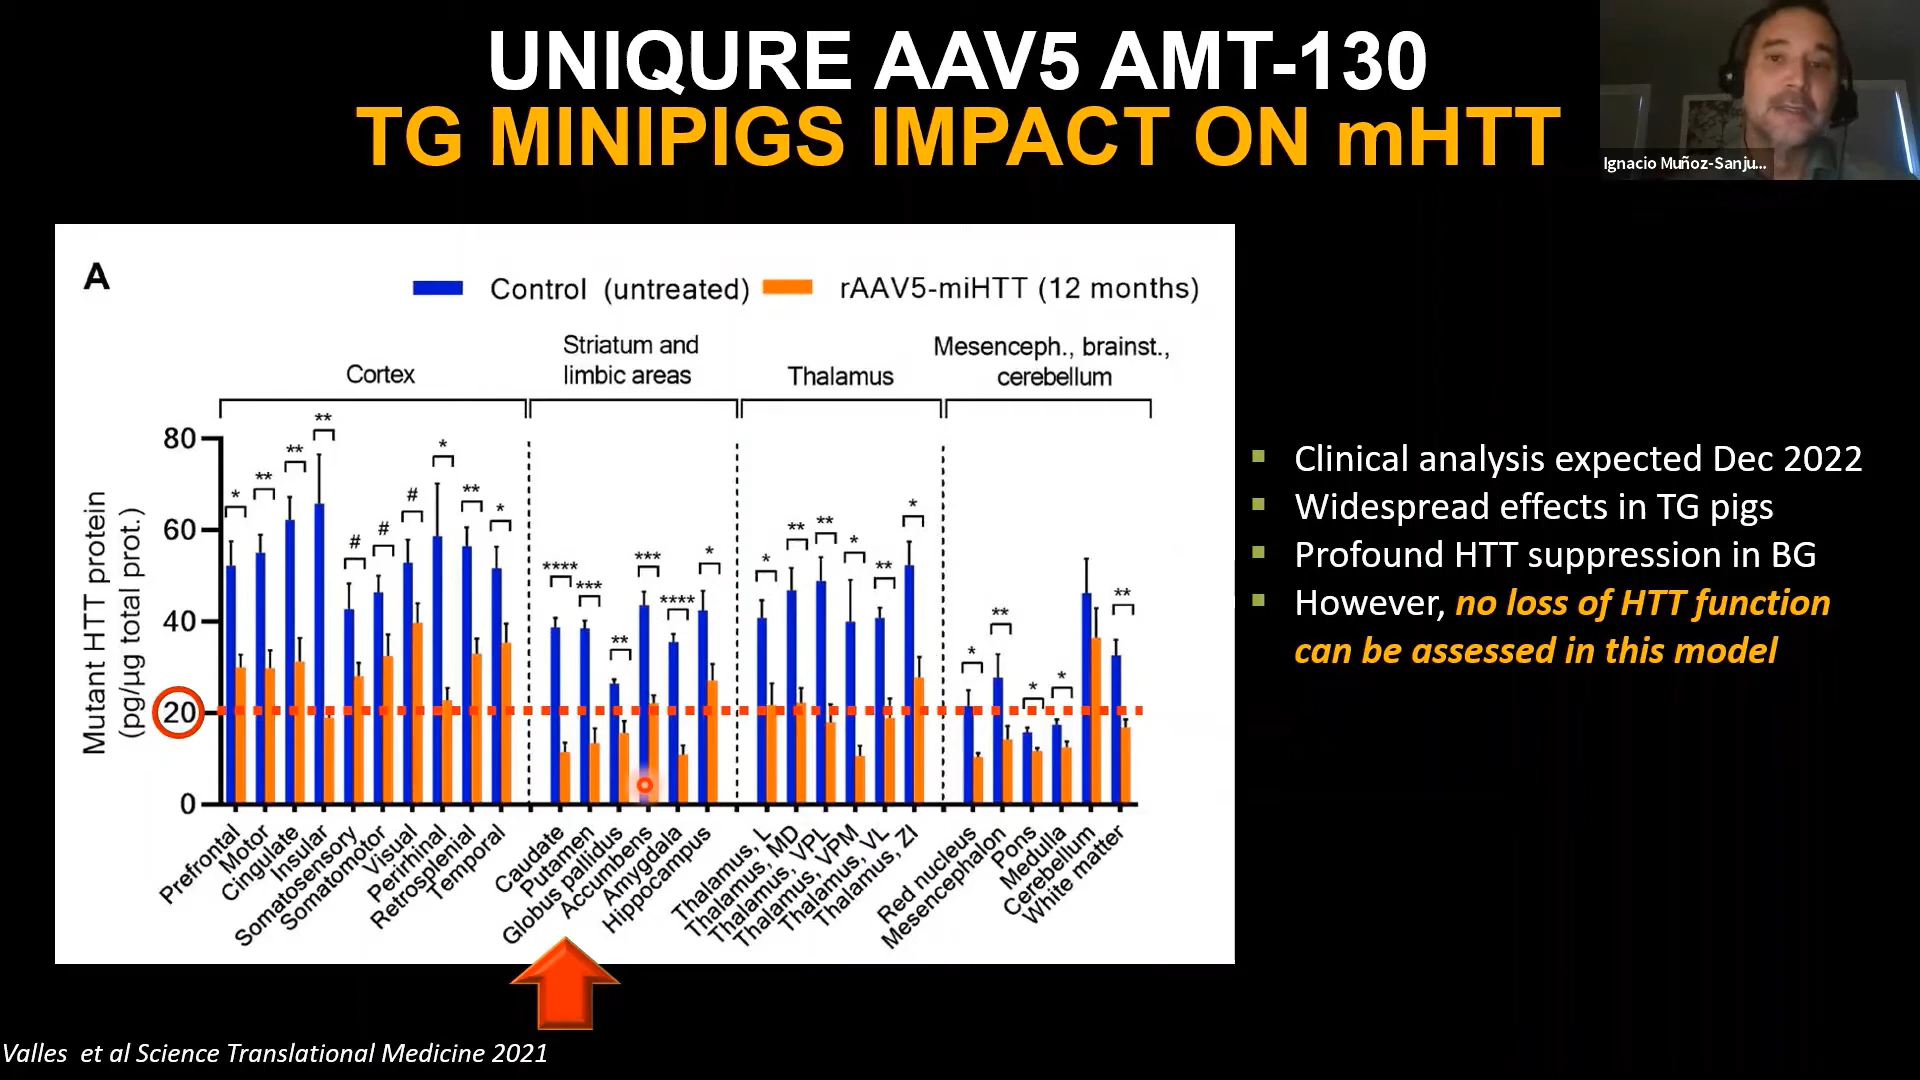 UNIQURE AAV5 AMT-130
TG MINIPIGS IMPACT ON mHTT
Ignacio Muñoz-Sanju...
A
Control (untreated)
rAAV5-miHTT (12 months)
Cortex
Striatum and
limbic areas
Thalamus
Mesenceph., brainst.,
cerebellum
Mutant HTT protein
(pg/µg total prot.)
80
60
40
20
0
*
**
**
**
#
#
#
*
**
*
****
***
**
***
****
*
*
**
**
*
**
*
*
**
*
*
**
Prefrontal
Motor
Cingulate
Insular
Somatosensory
Somatomotor
Visual
Perirhinal
Retrosplenial
Temporal
Caudate
Putamen
Globus pallidus
Accumbens
Amygdala
Hippocampus
Thalamus, L
Thalamus, MD
Thalamus, VPL
Thalamus, VPM
Thalamus, VL
Thalamus, ZI
Red nucleus
Mesencephalon
Pons
Medulla
Cerebellum
White matter
Clinical analysis expected Dec 2022
Widespread effects in TG pigs
Profound HTT suppression in BG
However, no loss of HTT function
can be assessed in this model
Valles et al Science Translational Medicine 2021